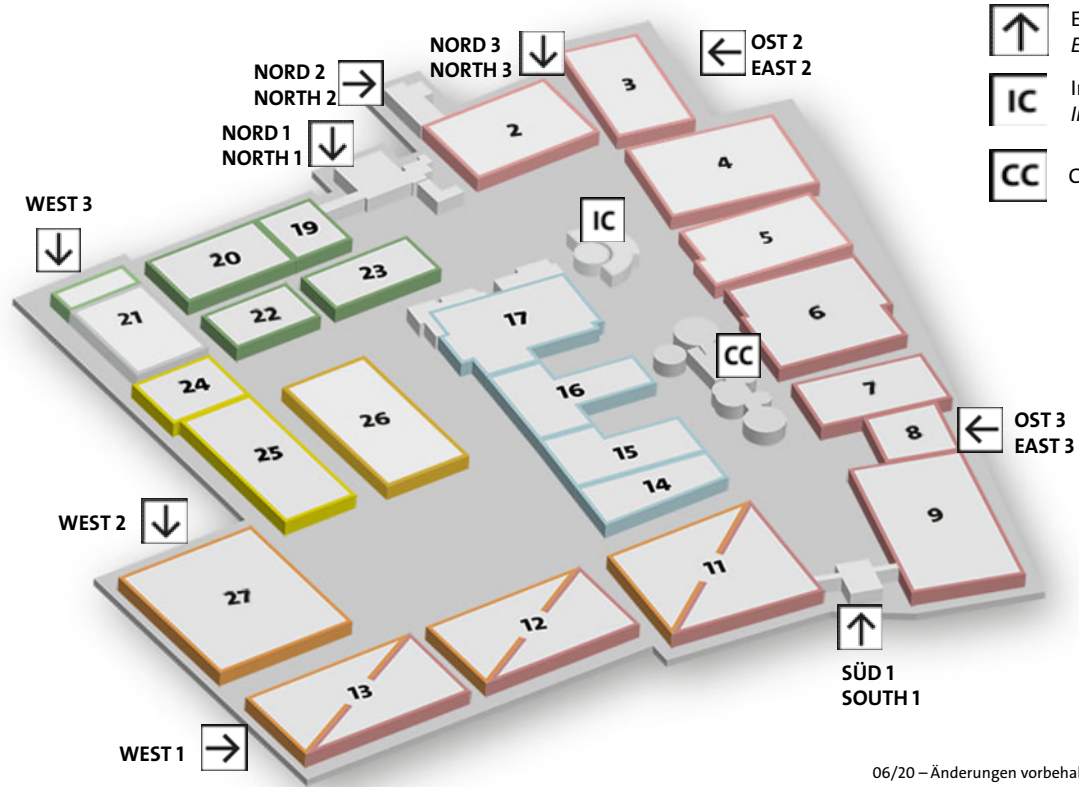 NORD 3
NORTH 3
OST 2
EAST 2
NORD 2
NORTH 2
NORD 1
NORTH 1
WEST 3
IC
CC
IC
CC
3
2
4
5
6
7
8
9
19
20
23
22
21
17
16
15
14
24
25
26
27
11
12
13
OST 3
EAST 3
WEST 2
SÜD 1
SOUTH 1
WEST 1
06/20 – Änderungen